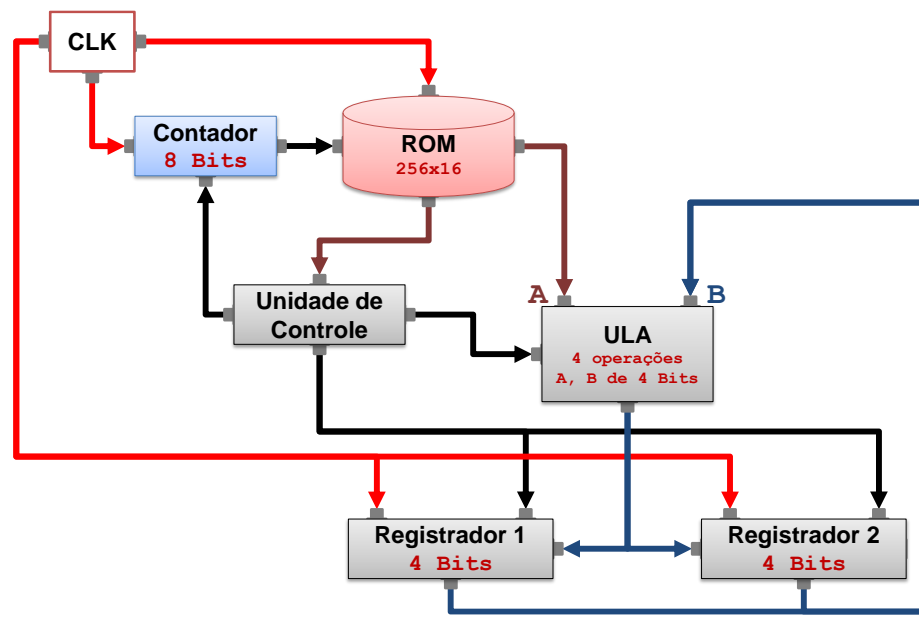 CLK
Contador
8 Bits
ROM
256x16
Unidade de
Controle
A
B
ULA
4 operações
A, B de 4 Bits
Registrador 1
4 Bits
Registrador 2
4 Bits